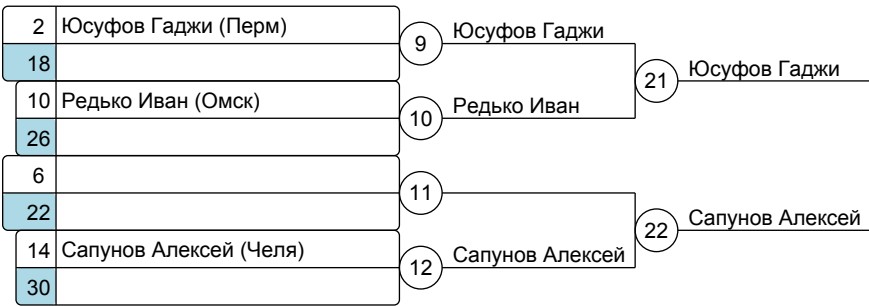 2 Юсуфов Гаджи (Перм)
18
9 Юсуфов Гаджи
21 Юсуфов Гаджи
10 Редько Иван (Омск)
26
10 Редько Иван
6
22
11
22 Сапунов Алексей
14 Сапунов Алексей (Челя)
30
12 Сапунов Алексей